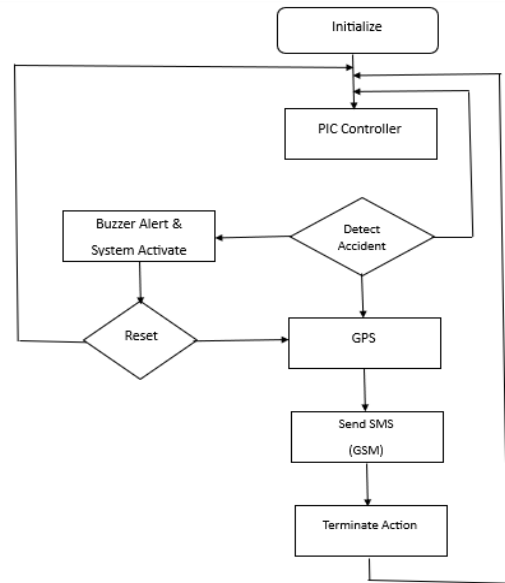 Initialize
PIC Controller
Buzzer Alert &
System Activate
Detect
Accident
Reset
GPS
Send SMS
(GSM)
Terminate Action